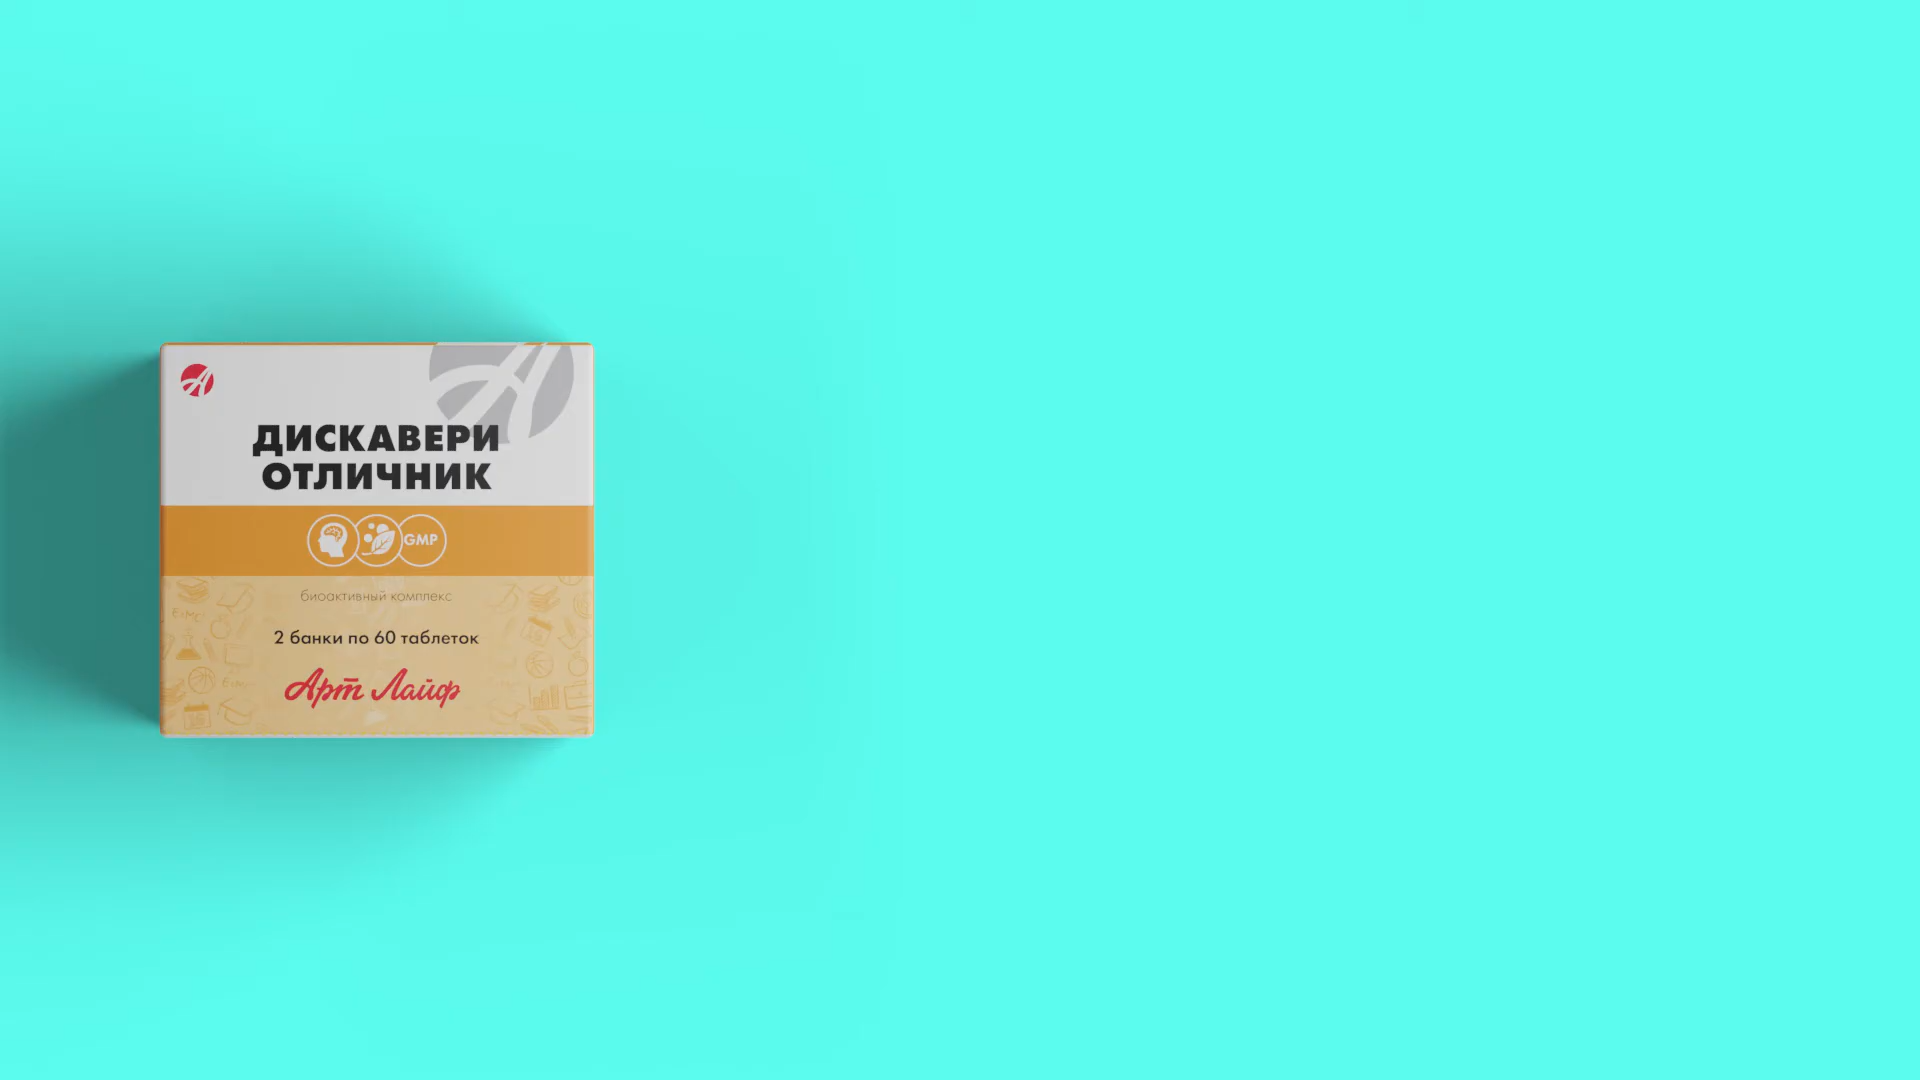 ДИСКАВЕРИ
ОТЛИЧНИК
GMP
биоактивный комплекс
2 банки по 60 таблеток
Арт Лайф